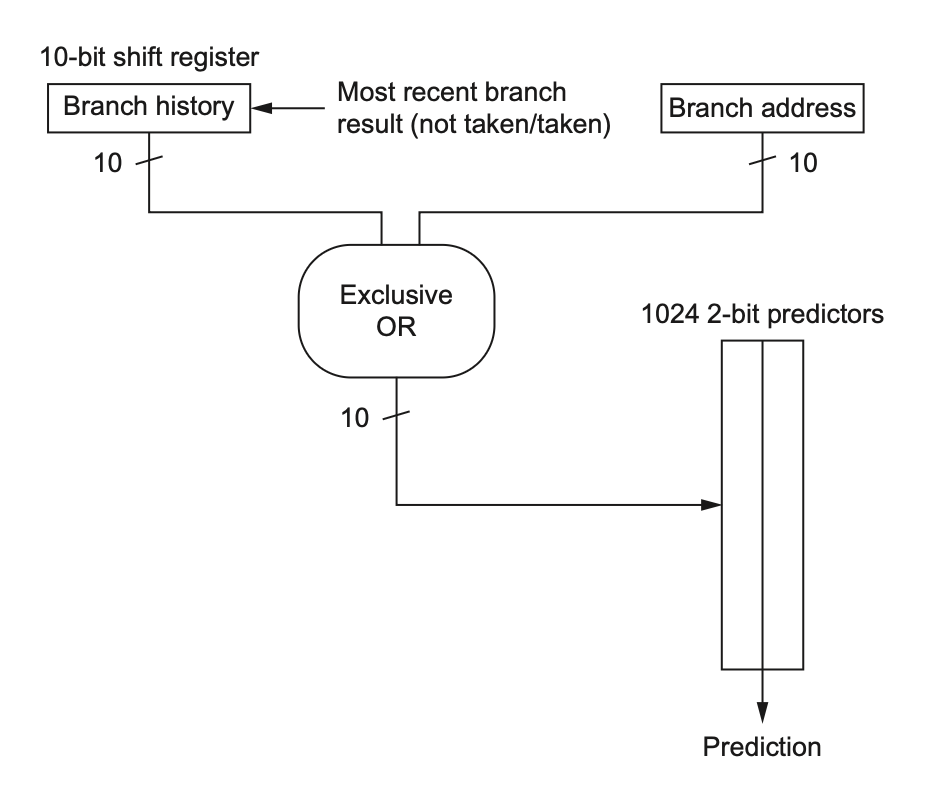 10-bit shift register
Branch history
Most recent branch
result (not taken/taken)
Branch address
10
10
Exclusive
OR
1024 2-bit predictors
10
Prediction